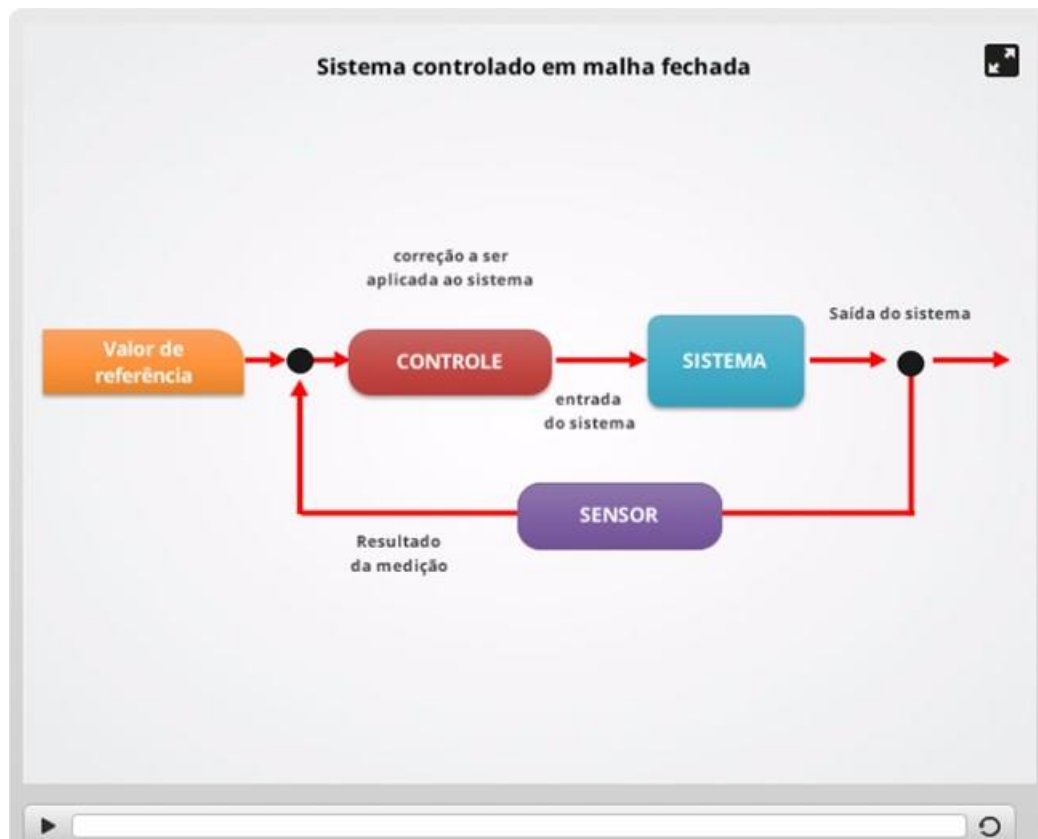 Sistema controlado em malha fechada
correção a ser
aplicada ao sistema
Saída do sistema
Valor de
referência
CONTROLE
SISTEMA
entrada
do sistema
SENSOR
Resultado
da medição